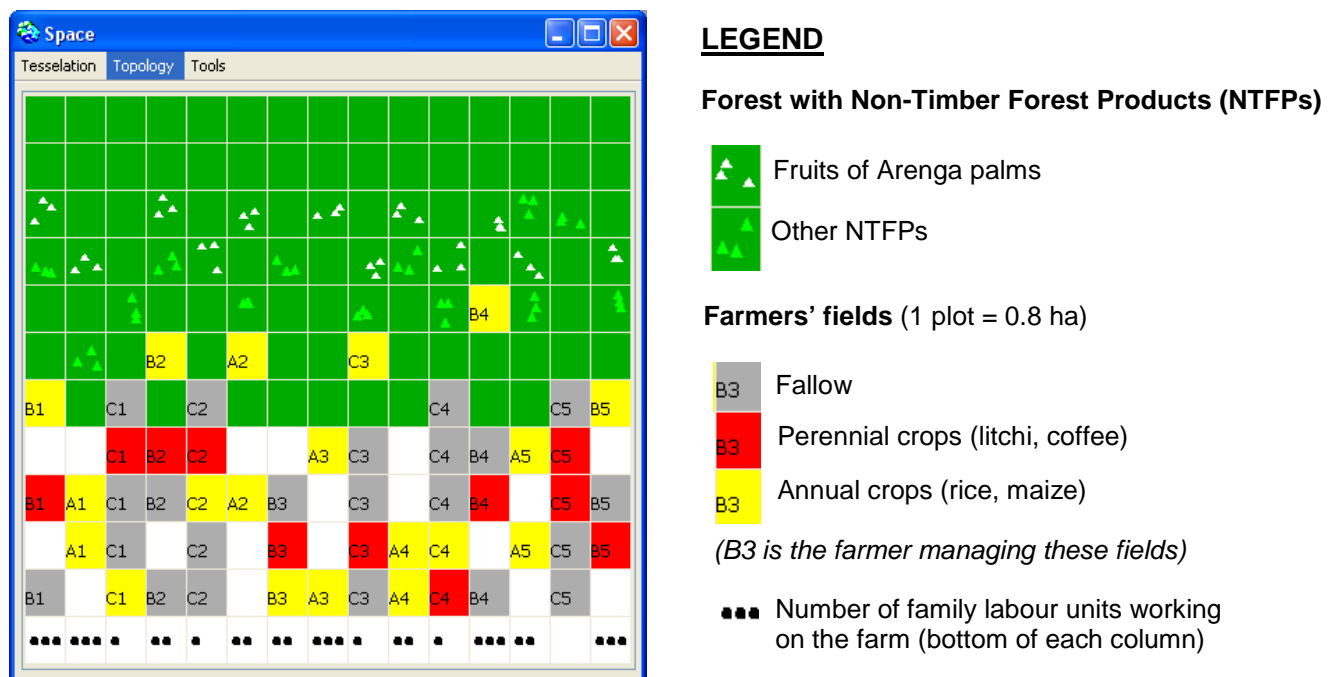 Space
Tesselation Topology Tools
B4
B2 A2 C3
B1 C1 C2 C4 C5 B5
C1 B2 C2 A3 C3 C4 B4 A5 C5
B1 A1 C1 B2 C2 A2 B3 C3 C4 B4 C5 B5
A1 C1 C2 B3 C3 A4 C4 A5 C5 B5
B1 C1 B2 C2 B3 A3 C3 A4 C4 B4 C5
LEGEND
Forest with Non-Timber Forest Products (NTFPs)
Fruits of Arenga palms
Other NTFPs
Farmers’ fields (1 plot = 0.8 ha)
B3 Fallow
B3 Perennial crops (litchi, coffee)
B3 Annual crops (rice, maize)
(B3 is the farmer managing these fields)
Number of family labour units working
on the farm (bottom of each column)